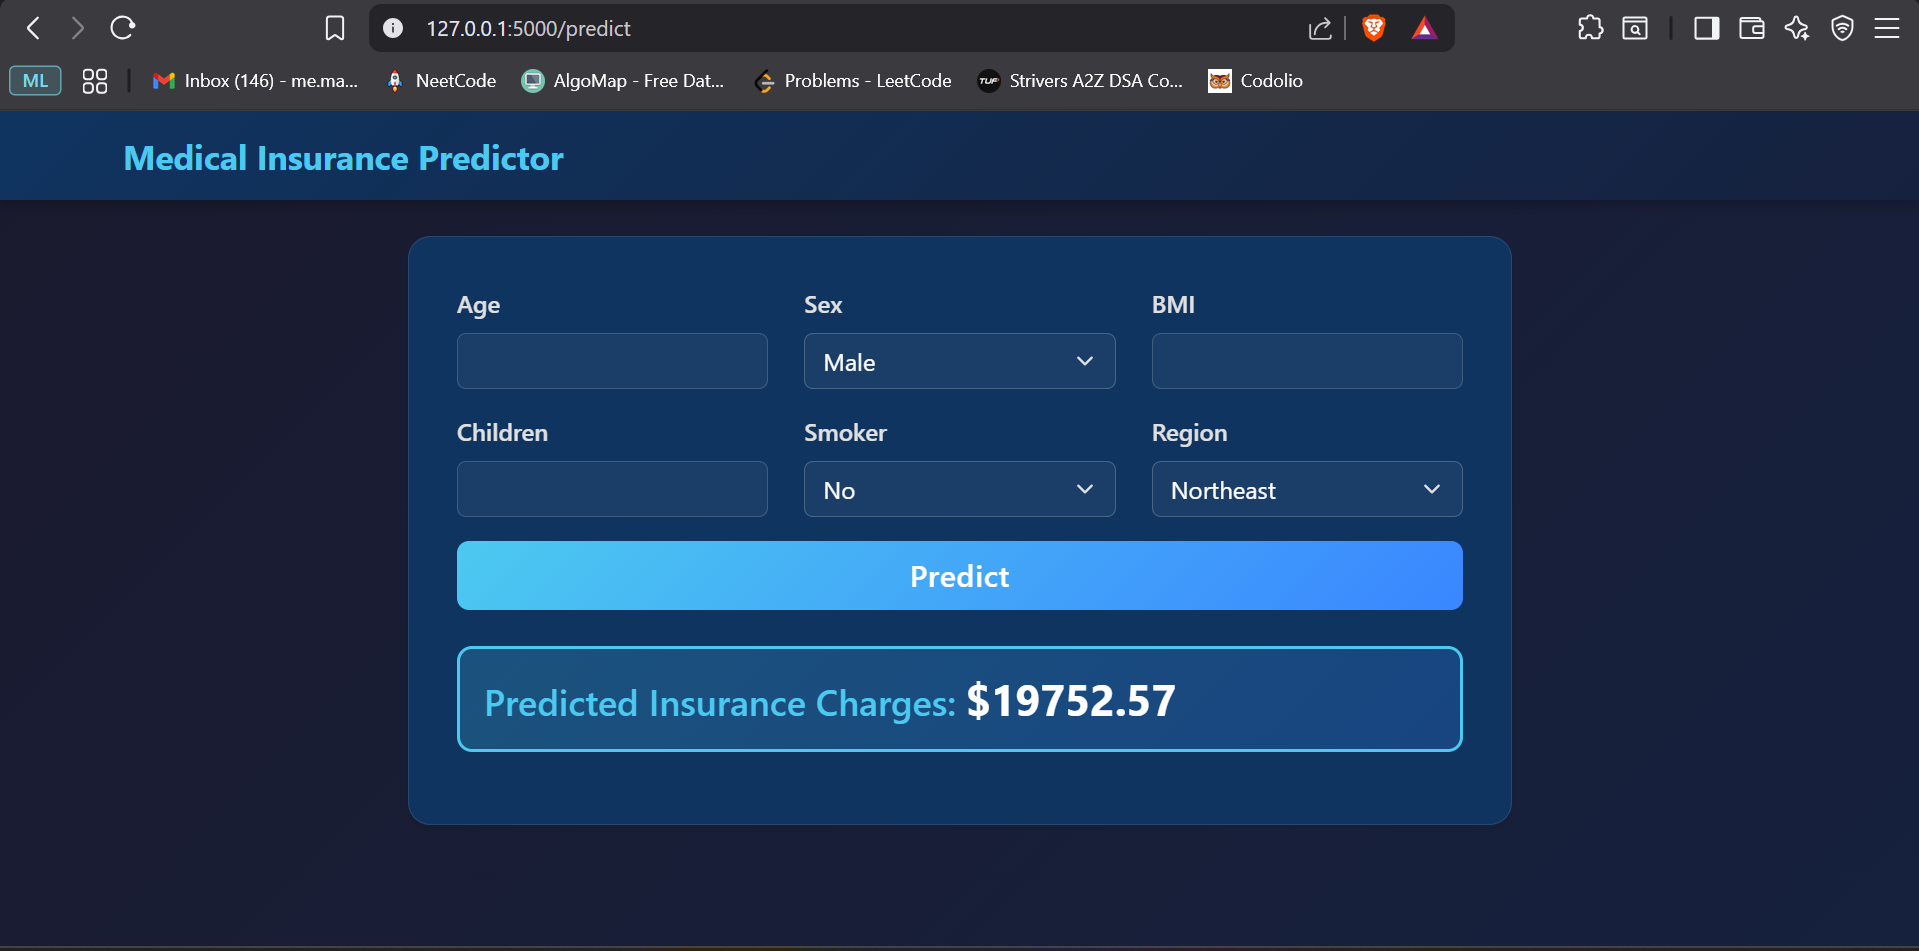 127.0.0.1:5000/predict
ML
Inbox (146) - me.ma...
NeetCode
AlgoMap - Free Dat...
Problems - LeetCode
TUF
Strivers A2Z DSA Co...
Codolio
Medical Insurance Predictor
Age
Sex
BMI
Male
Children
Smoker
Region
No
Northeast
Predict
Predicted Insurance Charges: $19752.57